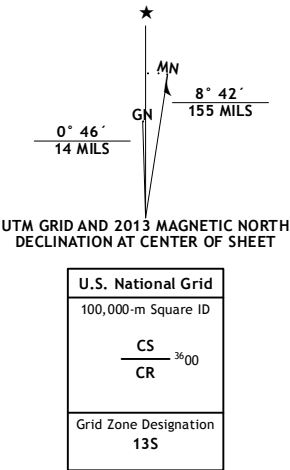 ★
MN
GN
8° 42´
155 MILS
0° 46´
14 MILS
UTM GRID AND 2013 MAGNETIC NORTH
DECLINATION AT CENTER OF SHEET
U.S. National Grid
100,000-m Square ID
CS
³⁶00
CR
Grid Zone Designation
13S